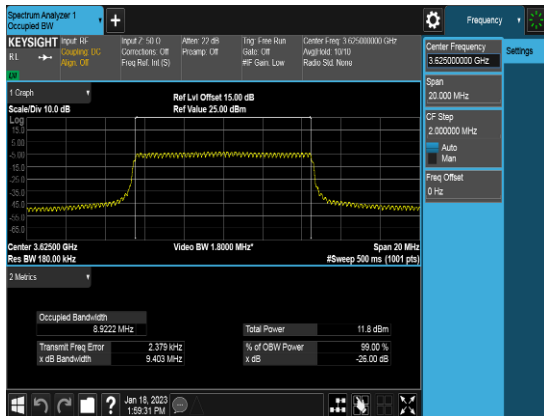 Spectrum Analyzer 1
Occupied BW
+
Frequency
KEYSIGHT
Input: RF
Input Z: 50 Ω
Atten: 22 dB
Trig: Free Run
Center Freq: 3.625000000 GHz
RL
Coupling: DC
Corrections: Off
Preamp: Off
Gate: Off
Avg|Hold: 10/10
Align: Off
Freq Ref: Int (S)
#IF Gain: Low
Radio Std: None
Center Frequency
3.625000000 GHz
Settings
Span
20.000 MHz
CF Step
2.000000 MHz
Auto
Man
Freq Offset
0 Hz
1 Graph
Ref Lvl Offset 15.00 dB
Scale/Div 10.0 dB
Ref Value 25.00 dBm
Log
15.0
5.00
-5.00
-15.0
-25.0
-35.0
-45.0
-55.0
-65.0
Center 3.62500 GHz
Video BW 1.8000 MHz*
Span 20 MHz
Res BW 180.00 kHz
#Sweep 500 ms (1001 pts)
2 Metrics
Occupied Bandwidth
8.9222 MHz
Total Power
11.8 dBm
Transmit Freq Error
2.379 kHz
% of OBW Power
99.00 %
x dB Bandwidth
9.403 MHz
x dB
-26.00 dB
?
Jan 18, 2023
1:59:31 PM